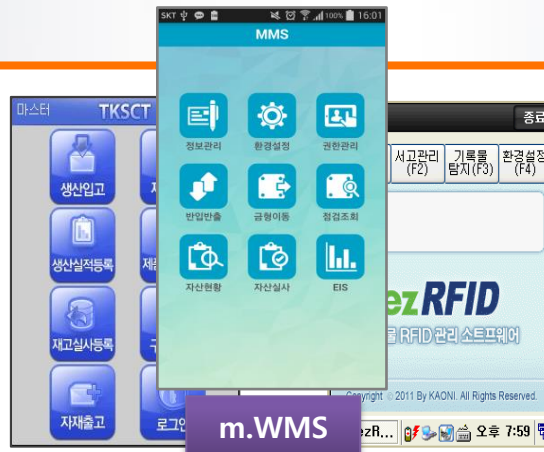 SKT 100% 16:01
MMS
정보관리 환경설정 권한관리
반입반출 금형이동 점검조회
자산현황 자산실사 EIS
마스터 TKSCT
생산입고
생산실적등록
재고실사등록
자재출고
종료
서고관리 (F2) 기록물 탐지(F3) 환경설정 (F4)
ezRFID
RFID 관리 소프트웨어
Copyright © 2011 By KAONI. All Rights Reserved.
오후 7:59
m.WMS